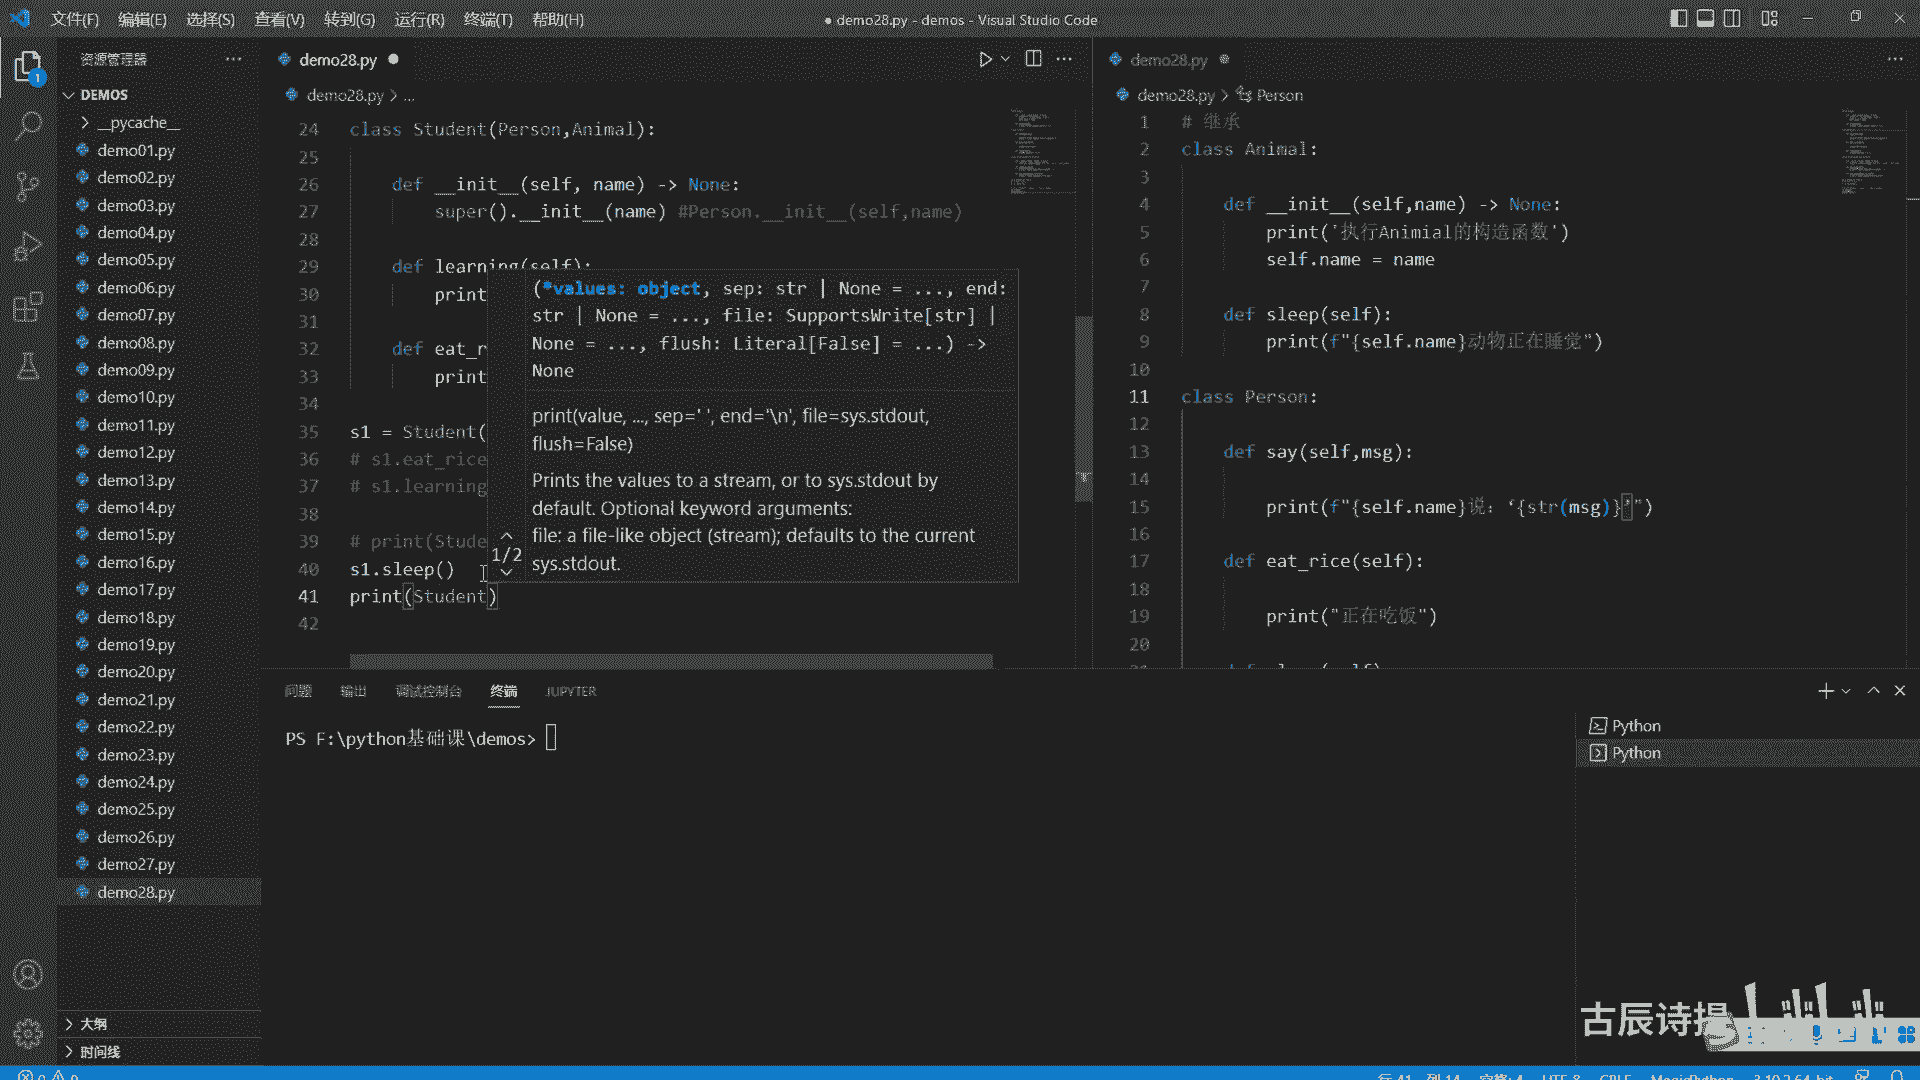 文件(F) 编辑(E) 选择(S) 查看(V) 转到(G) 运行(R) 终端(T) 帮助(H)
● demo28.py - demos - Visual Studio Code
资源管理器
DEMOS
__pycache__
demo01.py
demo02.py
demo03.py
demo04.py
demo05.py
demo06.py
demo07.py
demo08.py
demo09.py
demo10.py
demo11.py
demo12.py
demo13.py
demo14.py
demo15.py
demo16.py
demo17.py
demo18.py
demo19.py
demo20.py
demo21.py
demo22.py
demo23.py
demo24.py
demo25.py
demo26.py
demo27.py
demo28.py
大纲
时间线
demo28.py
demo28.py > ...
24 class Student(Person,Animal):
25
26 def __init__(self, name) -> None:
27 super().__init__(name) #Person.__init__(self,name)
28
29 def learning(self):
30 print
31
32 def eat_r
33 print
34
35 s1 = Student(
36 # s1.eat_rice
37 # s1.learning
38
39 # print(Stude
40 s1.sleep()
41 print(Student)
42
(*values: object, sep: str | None = ..., end:
str | None = ..., file: SupportsWrite[str] |
None = ..., flush: Literal[False] = ...) ->
None
print(value, ..., sep=' ', end='\n', file=sys.stdout,
flush=False)
Prints the values to a stream, or to sys.stdout by
default. Optional keyword arguments:
file: a file-like object (stream); defaults to the current
sys.stdout.
1/2
demo28.py
demo28.py > Person
1 # 继承
2 class Animal:
3
4 def __init__(self,name) -> None:
5 print('执行Animial的构造函数')
6 self.name = name
7
8 def sleep(self):
9 print(f"{self.name}动物正在睡觉")
10
11 class Person:
12
13 def say(self,msg):
14
15 print(f"{self.name}说：‘{str(msg)}’")
16
17 def eat_rice(self):
18
19 print("正在吃饭")
20
问题 输出 调试控制台 终端 JUPYTER
PS F:\python基础课\demos>
Python
Python
古辰诗提
行 41, 列 14 空格: 4 UTF-8 CRLF MagicPython 3.10.2 64-bit